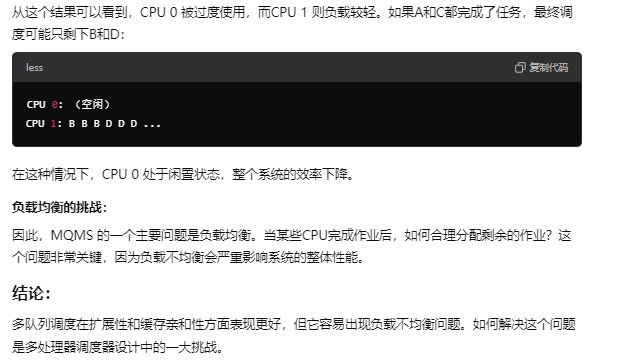 从这个结果可以看到，CPU 0 被过度使用，而CPU 1 则负载较轻。如果A和C都完成了任务，最终调
度可能只剩下B和D：
less
复制代码
CPU 0: （空闲）
CPU 1: B B B D D D ...
在这种情况下，CPU 0 处于闲置状态，整个系统的效率下降。
负载均衡的挑战：
因此，MQMS 的一个主要问题是负载均衡。当某些CPU完成作业后，如何合理分配剩余的作业？这
个问题非常关键，因为负载不均衡会严重影响系统的整体性能。
结论：
多队列调度在扩展性和缓存亲和性方面表现更好，但它容易出现负载不均衡问题。如何解决这个问题
是多处理器调度器设计中的一大挑战。